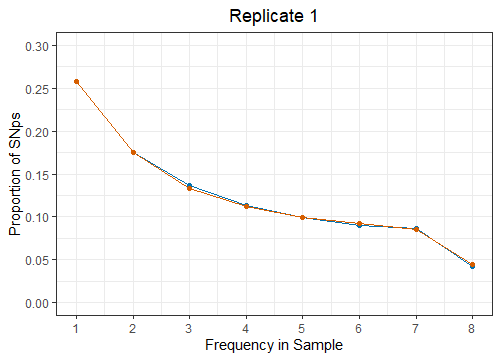 Replicate 1
0.30
0.25
0.20
0.15
0.10
0.05
0.00
Proportion of SNps
1 2 3 4 5 6 7 8
Frequency in Sample